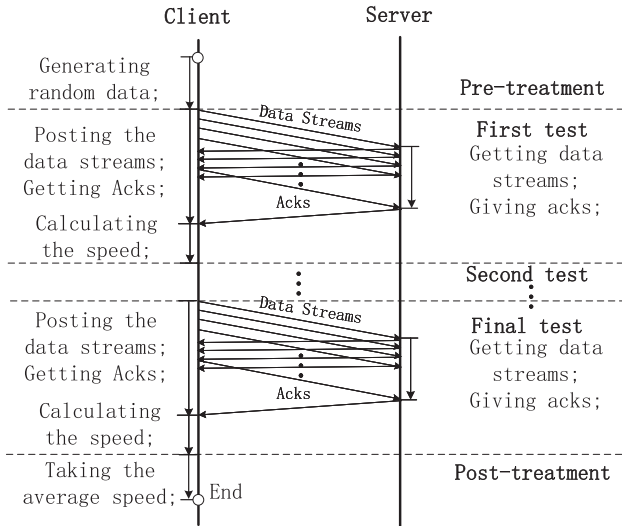 Client
Server
Generating
random data;
Pre-treatment
Data Streams
First test
Posting the
data streams;
Getting Acks;
Getting data
streams;
Giving acks;
Acks
Calculating
the speed;
Second test
Data Streams
Final test
Posting the
data streams;
Getting Acks;
Getting data
streams;
Giving acks;
Acks
Calculating
the speed;
Post-treatment
Taking the
average speed;
End